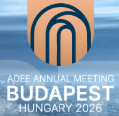 ADEE ANNUAL MEETING
BUDAPEST
HUNGARY 2026